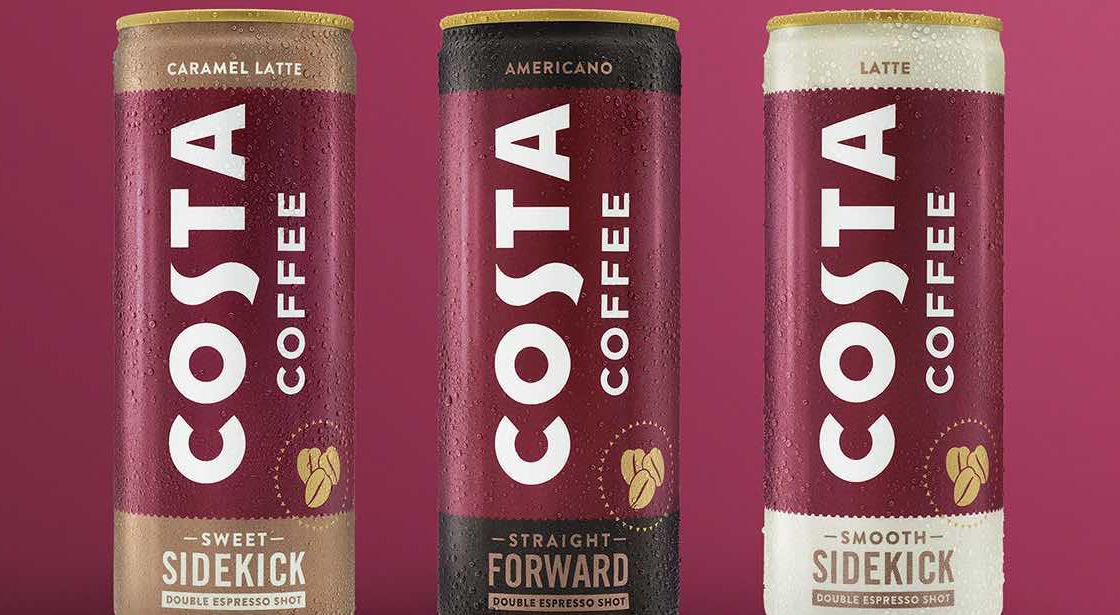 CARAMEL LATTE
COSTA
COFFEE
SWEET
SIDEKICK
DOUBLE ESPRESSO SHOT
AMERICANO
COSTA
COFFEE
STRAIGHT
FORWARD
DOUBLE ESPRESSO SHOT
LATTE
COSTA
COFFEE
SMOOTH
SIDEKICK
DOUBLE ESPRESSO SHOT